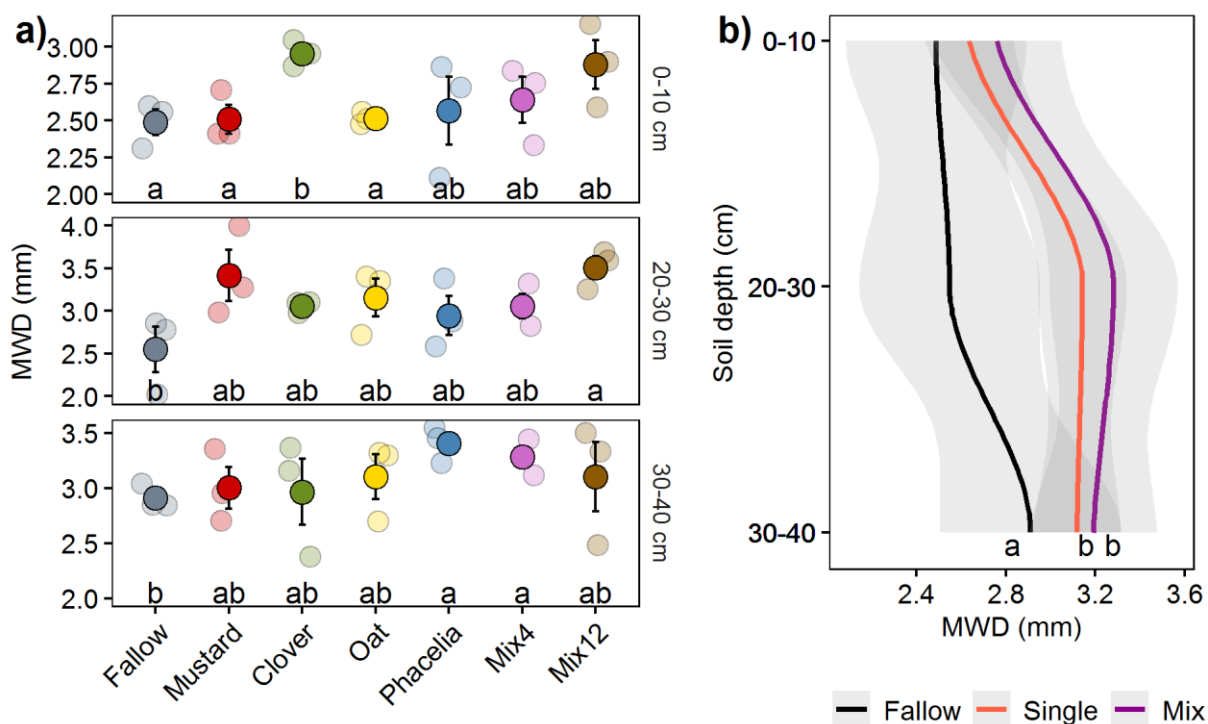 a)
MWD (mm)
3.00
2.75
2.50
2.25
2.00
a a b a ab ab ab
0-10 cm
4.0
3.5
3.0
2.5
2.0
b ab ab ab ab ab a
20-30 cm
3.5
3.0
2.5
2.0
b ab ab ab a a ab
30-40 cm
Fallow Mustard Clover Oat Phacelia Mix4 Mix12
b)
Soil depth (cm)
0-10
20-30
30-40
a b b
2.4 2.8 3.2 3.6
MWD (mm)
Fallow Single Mix